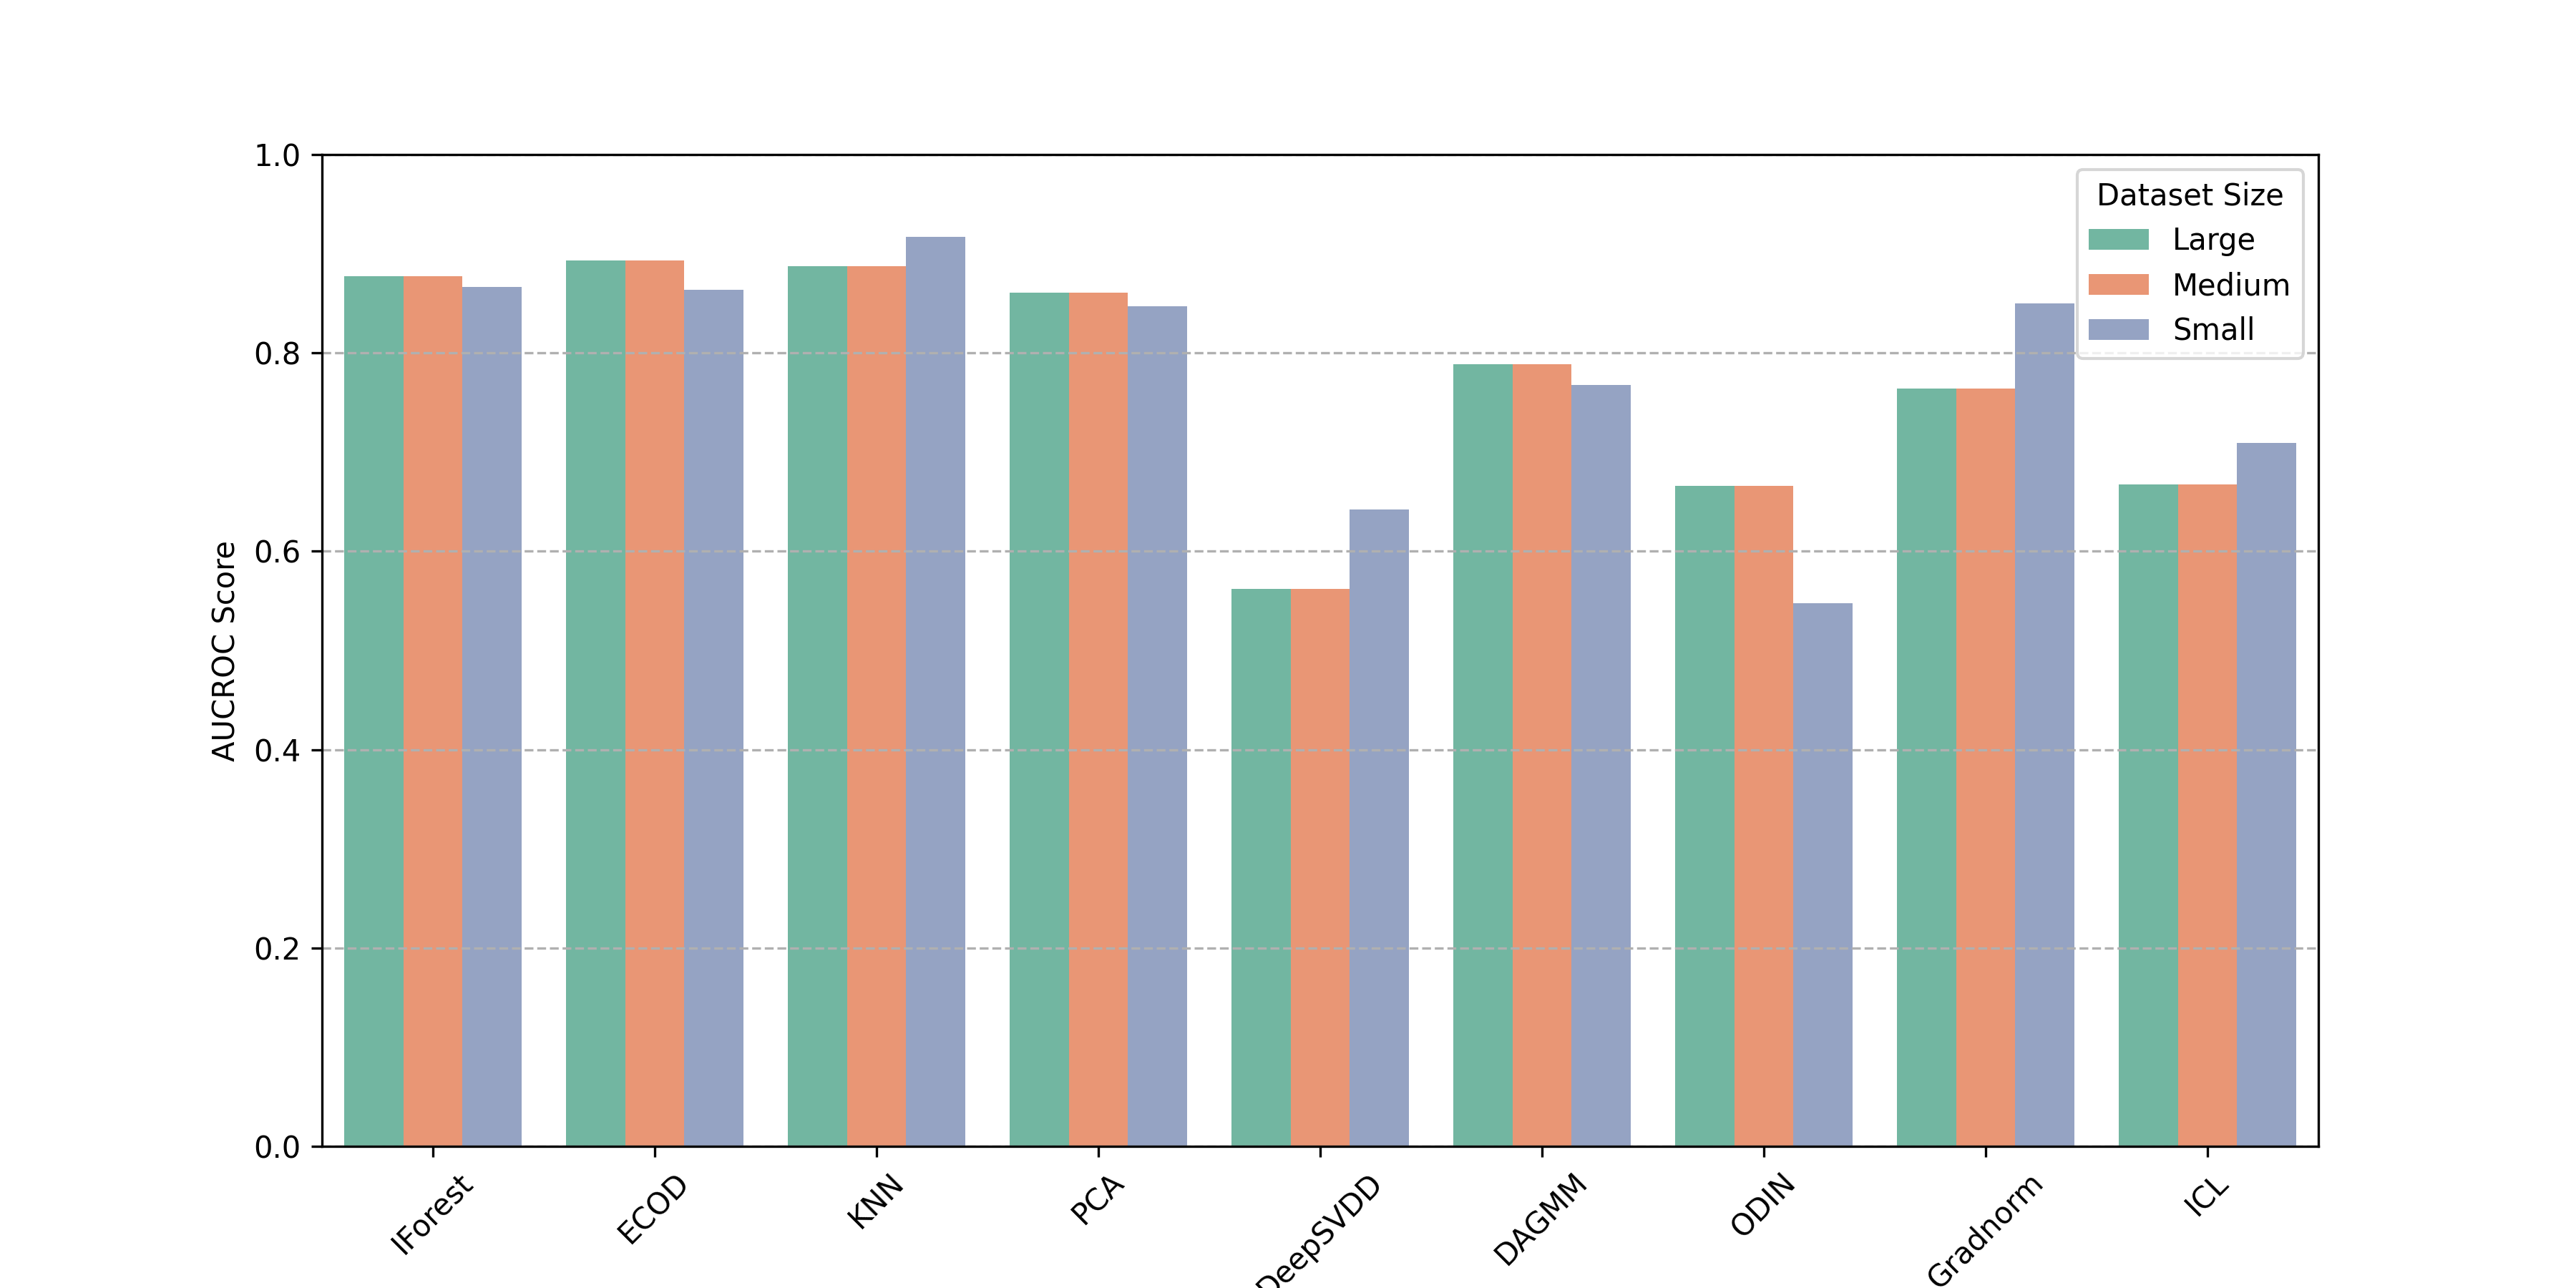 1.0
0.8
0.6
0.4
0.2
0.0
AUCROC Score
Dataset Size
Large
Medium
Small
IForest
ECOD
KNN
PCA
DeepSVDD
DAGMM
ODIN
Gradnorm
ICL